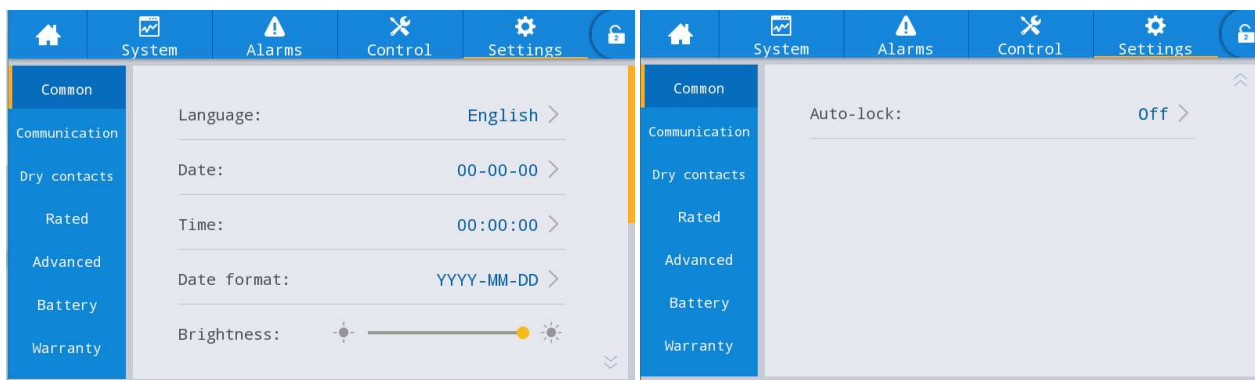 System Alarms Control Settings 2
Common
Communication
Dry contacts
Rated
Advanced
Battery
Warranty
Language: English
Date: 00-00-00
Time: 00:00:00
Date format: YYYY-MM-DD
Brightness:
System Alarms Control Settings 2
Common
Communication
Dry contacts
Rated
Advanced
Battery
Warranty
Auto-lock: Off